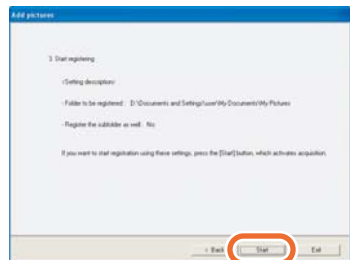 Add pictures
3. Start registering
<Setting description>
- Folder to be registered : D:\Documents and Settings\user\My Documents\My Pictures
- Register the subfolder as well : No
If you want to start registration using these settings, press the [Start] button, which activates acquisition.
< Back
Start
Exit